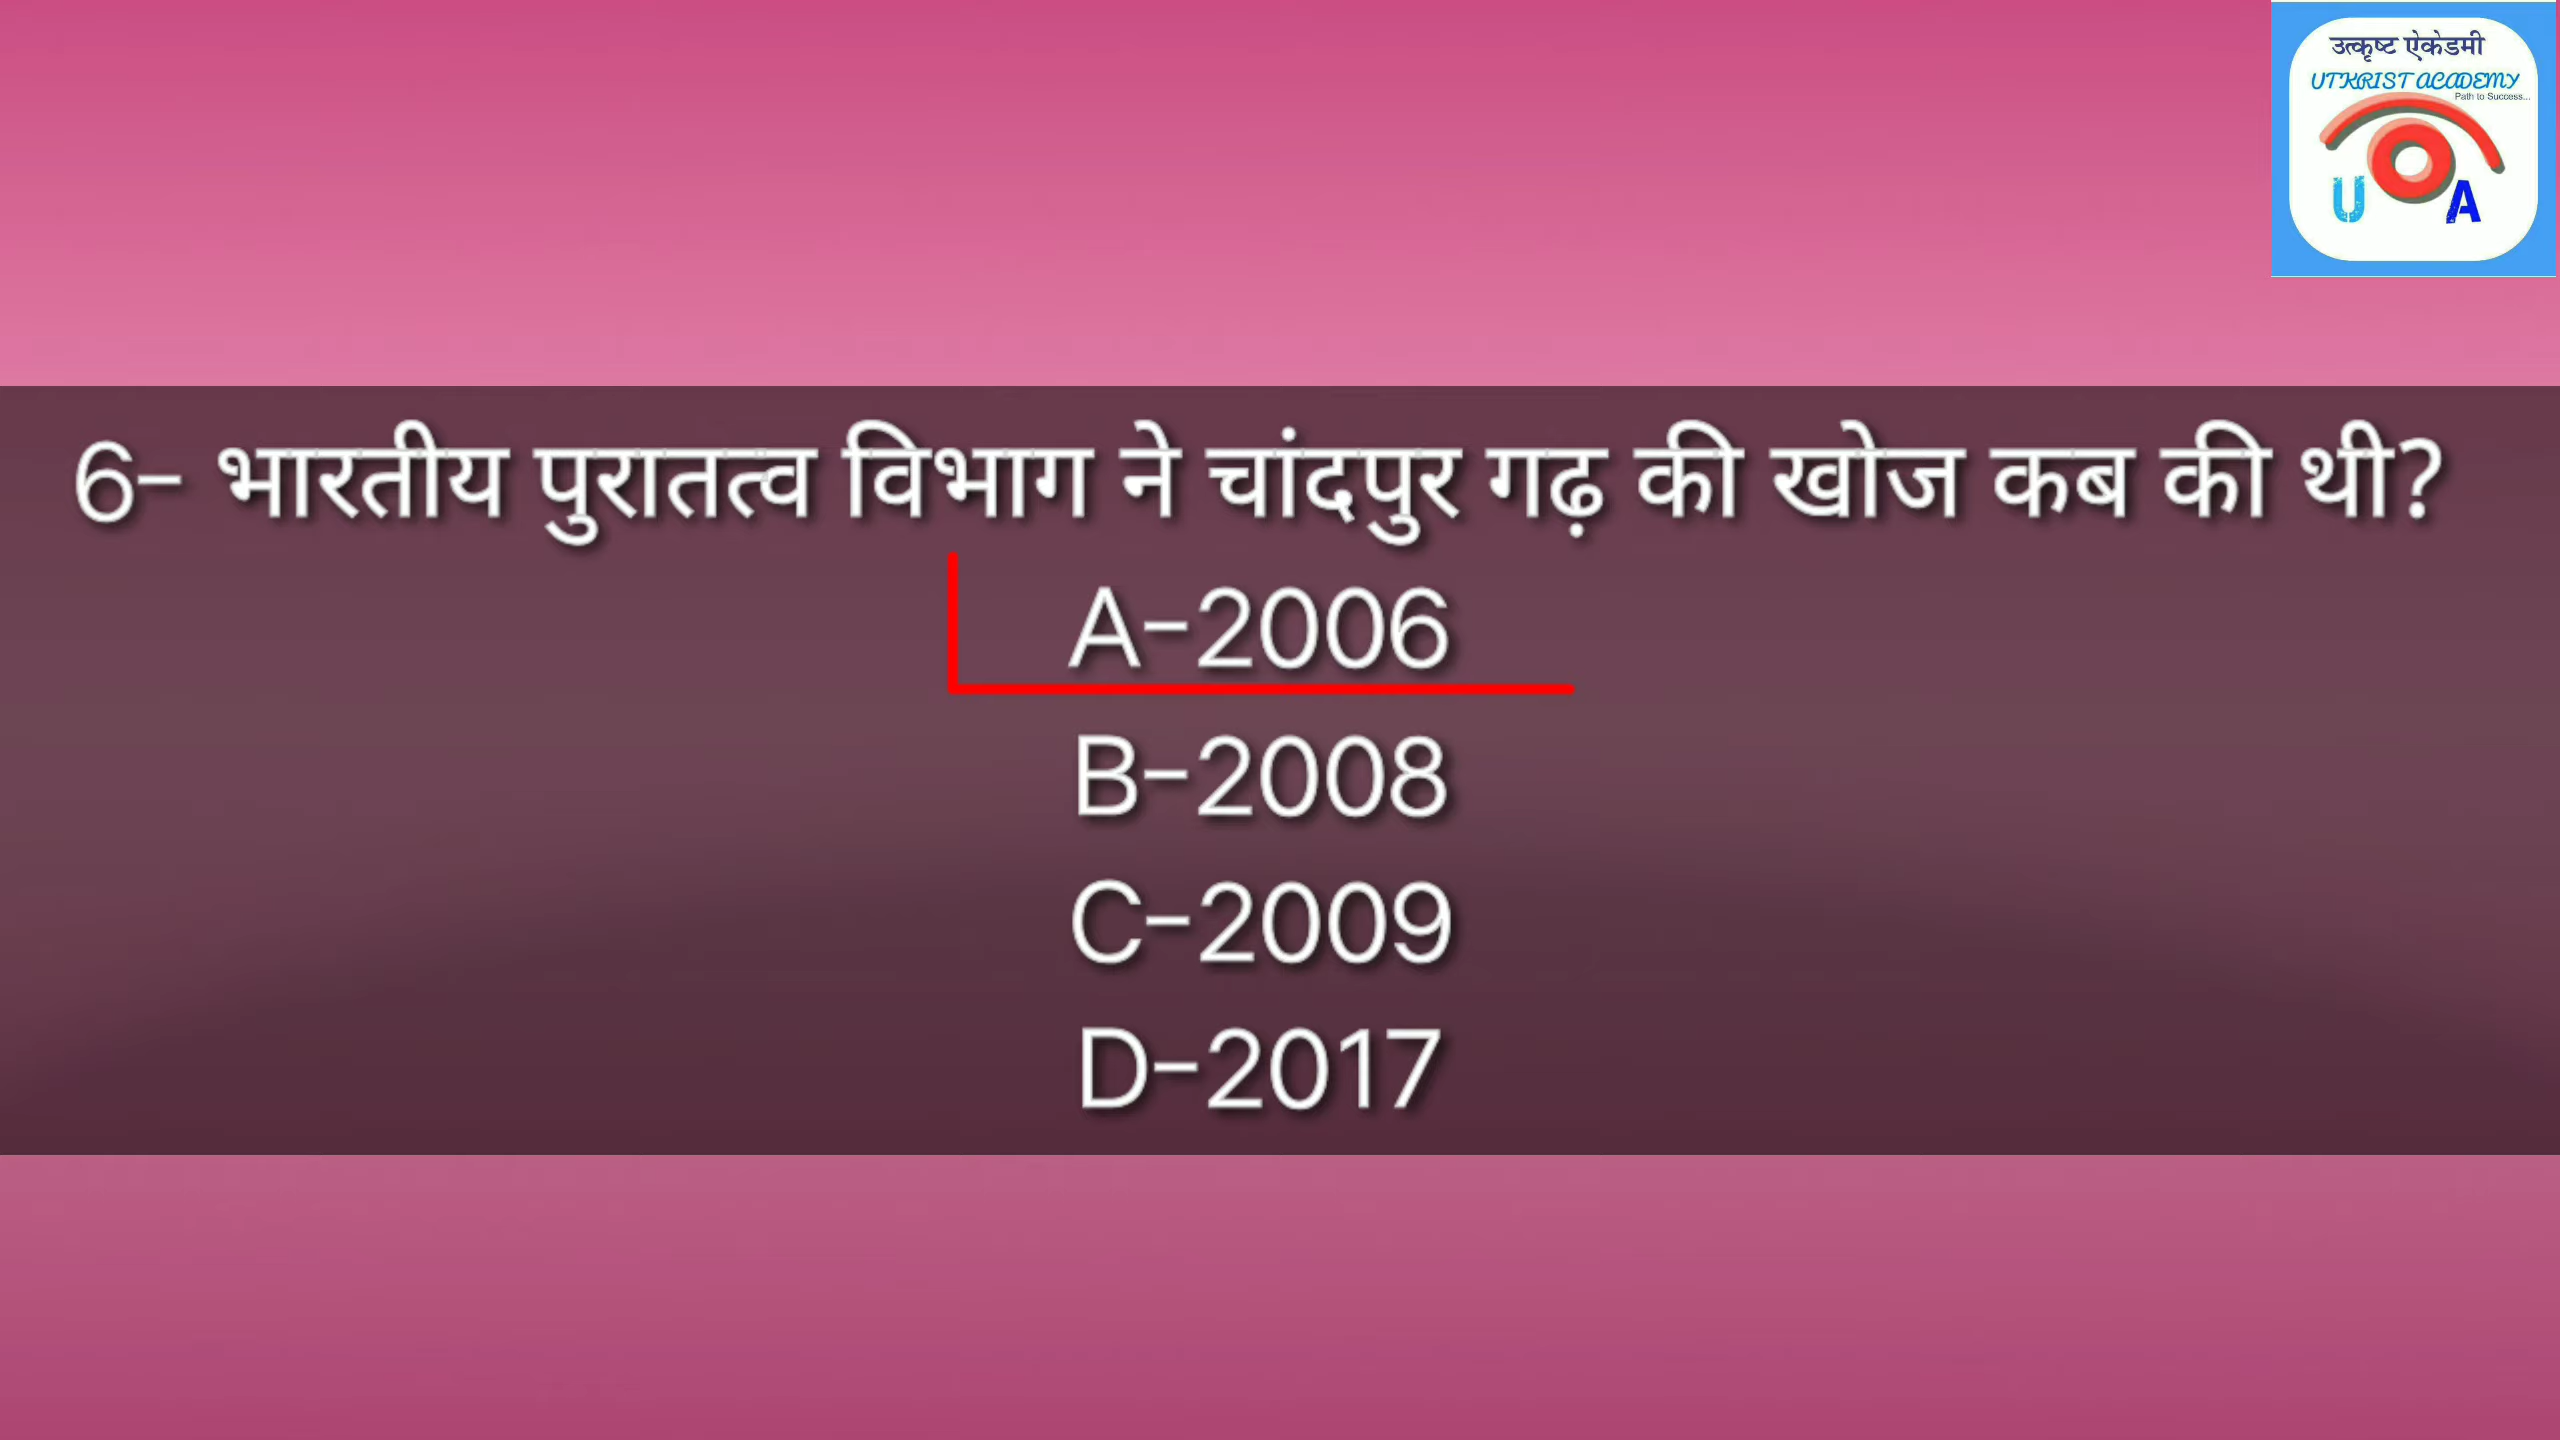 उत्कृष्ट ऐकेडमी
UTKRIST ACADEMY
Path to Success...
U A
6- भारतीय पुरातत्व विभाग ने चांदपुर गढ़ की खोज कब की थी?
A-2006
B-2008
C-2009
D-2017